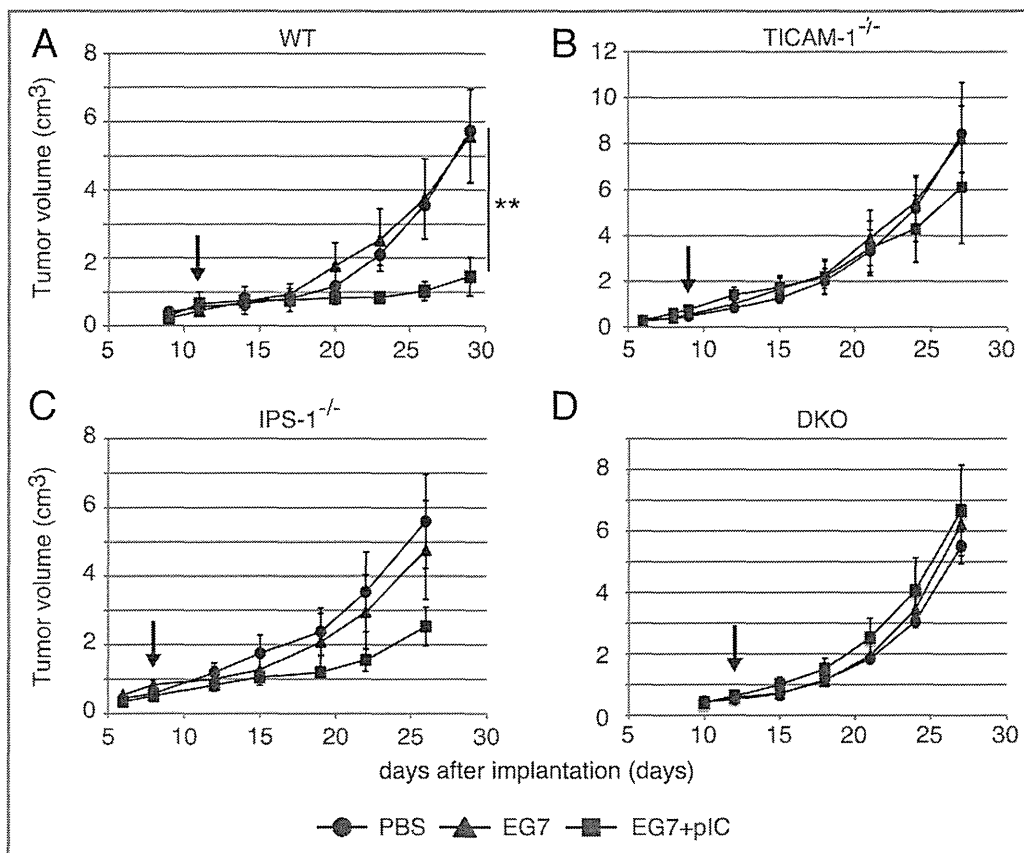 A
WT
Tumor volume (cm3)
8
6
4
2
0
5 10 15 20 25 30
**
B
TICAM-1-/-
12
10
8
6
4
2
0
5 10 15 20 25 30
C
IPS-1-/-
Tumor volume (cm3)
8
6
4
2
0
5 10 15 20 25 30
D
DKO
8
6
4
2
0
5 10 15 20 25 30
days after implantation (days)
PBS EG7 EG7+pIC